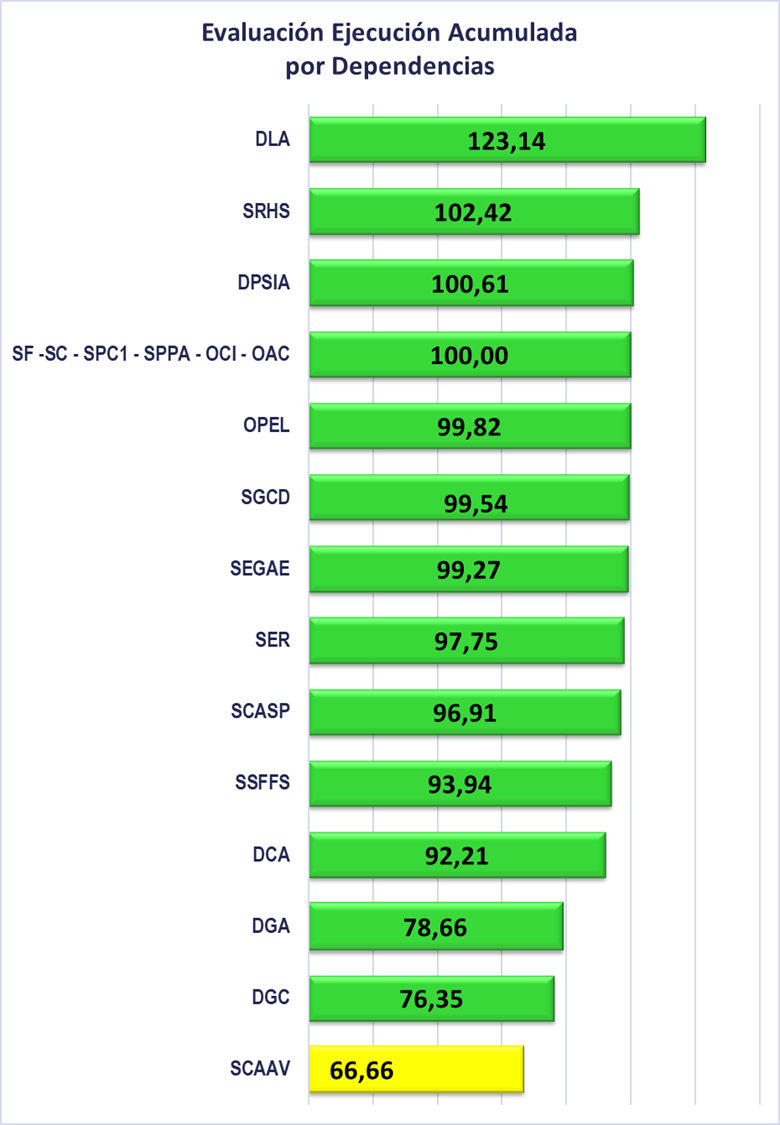 Evaluación Ejecución Acumulada
por Dependencias
DLA 123,14
SRHS 102,42
DPSIA 100,61
SF -SC - SPC1 - SPPA - OCI - OAC 100,00
OPEL 99,82
SGCD 99,54
SEGAE 99,27
SER 97,75
SCASP 96,91
SSFFS 93,94
DCA 92,21
DGA 78,66
DGC 76,35
SCAAV 66,66